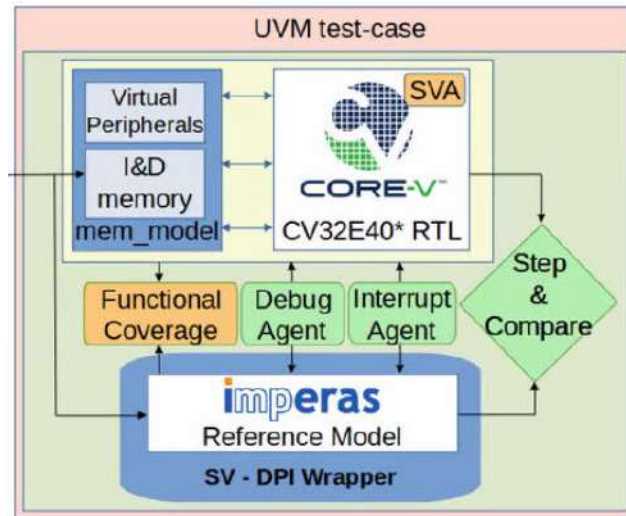 UVM test-case
Virtual
Peripherals
I&D
memory
mem_model
SVA
CORE-V™
CV32E40* RTL
Step
&
Compare
Functional
Coverage
Debug
Agent
Interrupt
Agent
imperas
Reference Model
SV - DPI Wrapper